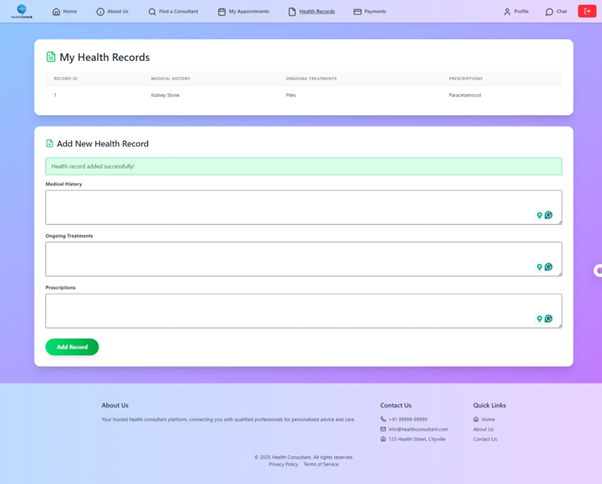 Health Consult
Home
About Us
Find a Consultant
My Appointments
Health Records
Payments
Profile
Chat
My Health Records
RECORD ID MEDICAL HISTORY ONGOING TREATMENTS PRESCRIPTIONS
1 Kidney Stone Piles Paracetamocol
Add New Health Record
Health record added successfully!
Medical History
Ongoing Treatments
Prescriptions
Add Record
About Us
Your trusted health consultant platform, connecting you with qualified professionals for personalized advice and care.
Contact Us
+91 99999-99999
info@healthconsultant.com
123 Health Street, Cityville
Quick Links
Home
About Us
Contact Us
© 2025 Health Consultant. All rights reserved.
Privacy Policy Terms of Service